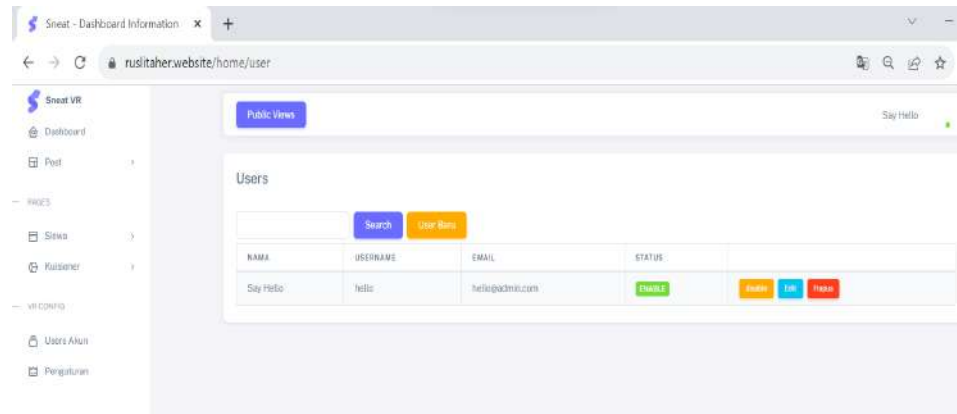 Sneat - Dashboard Information
ruslitaher.website/home/user
Sneat VR
Dashboard
Post
PAGES
Siswa
Kuisioner
VR CONFIG
Users Akun
Pengaturan
Public Views
Say Hello
Users
Search User Baru
NAMA USERNAME EMAIL STATUS
Say Hello hello hello@admin.com ENABLE Edit Hapus